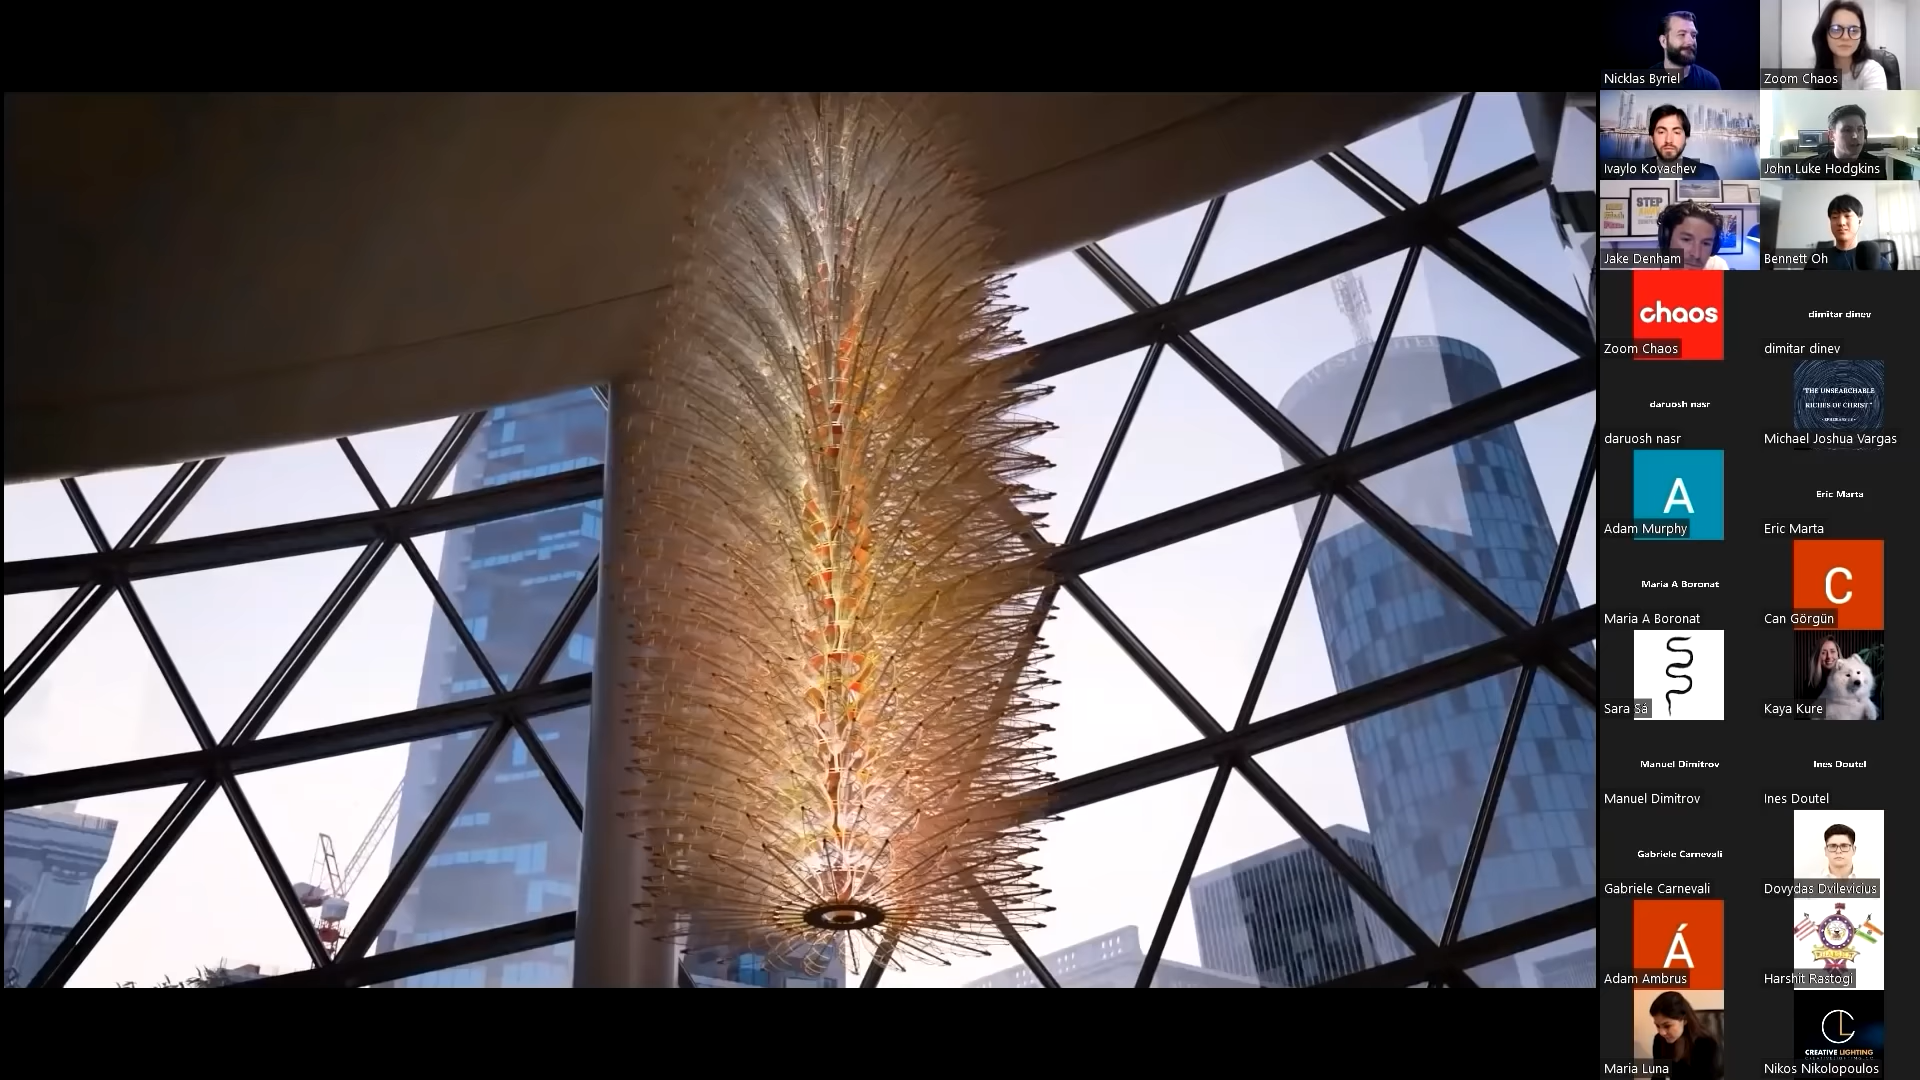 Nicklas Byriel
Zoom Chaos
Ivaylo Kovachev
John Luke Hodgkins
STEP
Jake Denham
Bennett Oh
chaos
Zoom Chaos
dimitar dinev
dimitar dinev
daruosh nasr
daruosh nasr
"THE UNSEARCHABLE
RICHES OF CHRIST"
Michael Joshua Vargas
A
Adam Murphy
Eric Marta
Eric Marta
Maria A Boronat
Maria A Boronat
C
Can Görgün
Sara Sá
Kaya Kure
Manuel Dimitrov
Manuel Dimitrov
Ines Doutel
Ines Doutel
Gabriele Carnevali
Gabriele Carnevali
Dovydas Dvilevicius
Á
Adam Ambrus
Harshit Rastogi
Maria Luna
CL
CREATIVE LIGHTING
Nikos Nikolopoulos